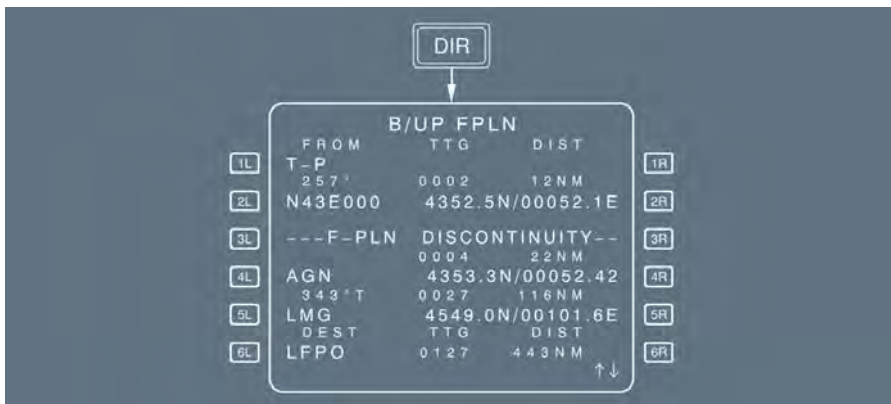 DIR
B/UP FPLN
FROM TTG DIST
1L T-P 1R
257° 0002 12NM
2L N43E000 4352.5N/00052.1E 2R
3L ---F-PLN DISCONTINUITY-- 3R
0004 22NM
4L AGN 4353.3N/00052.42 4R
343°T 0027 116NM
5L LMG 4549.0N/00101.6E 5R
DEST TTG DIST
6L LFPO 0127 443NM 6R
↑↓